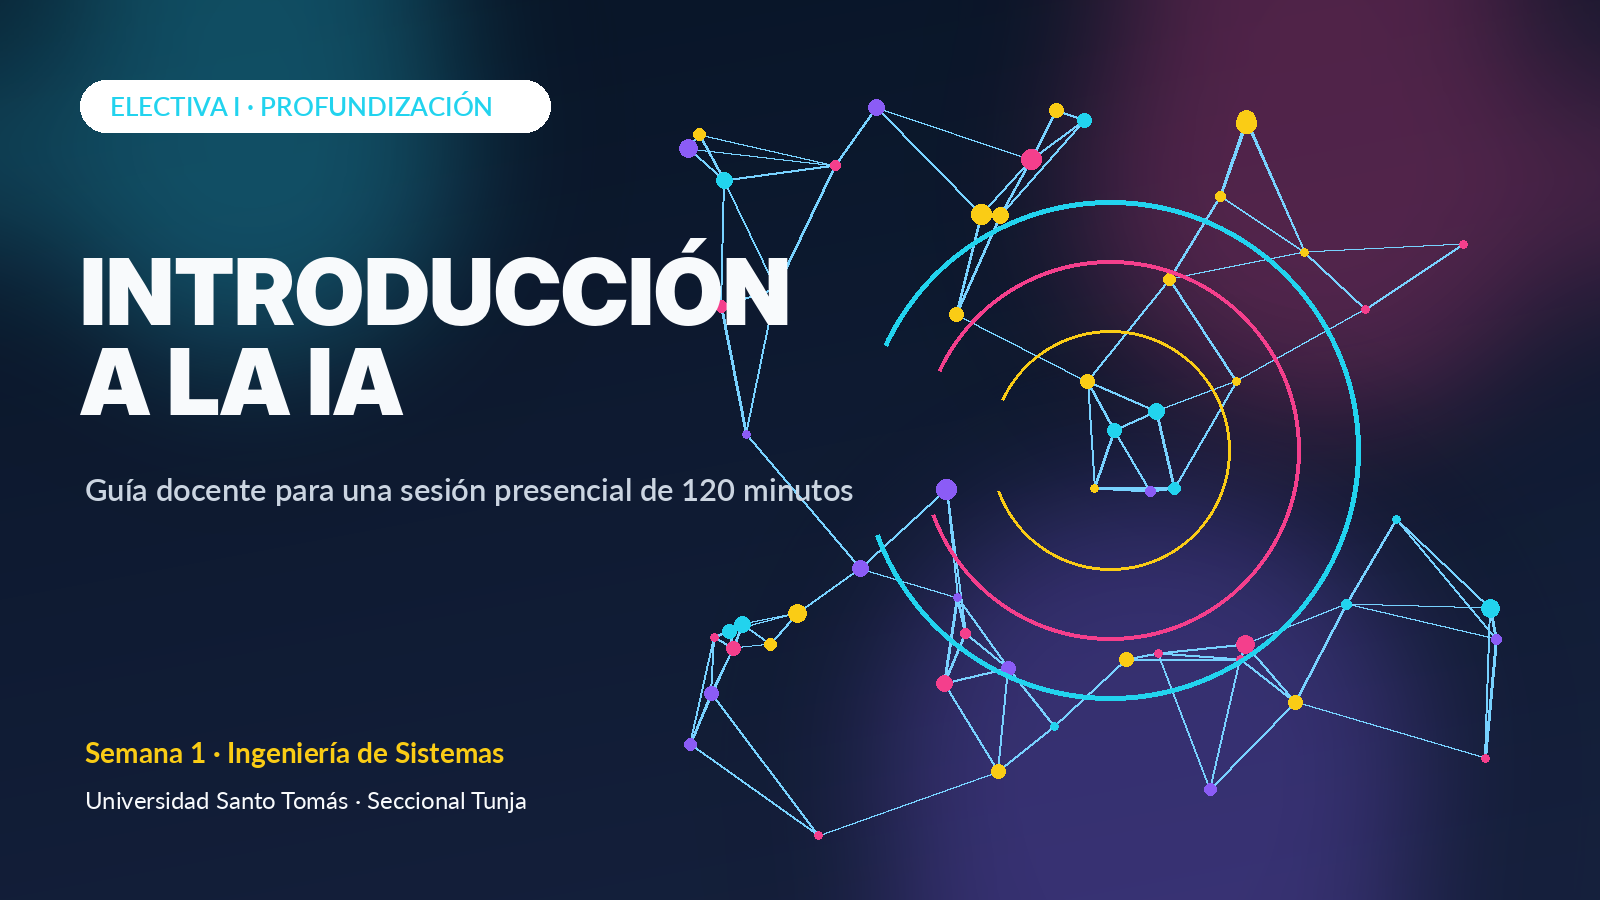 ELECTIVA I · PROFUNDIZACIÓN
INTRODUCCIÓN
A LA IA
Guía docente para una sesión presencial de 120 minutos
Semana 1 · Ingeniería de Sistemas
Universidad Santo Tomás · Seccional Tunja